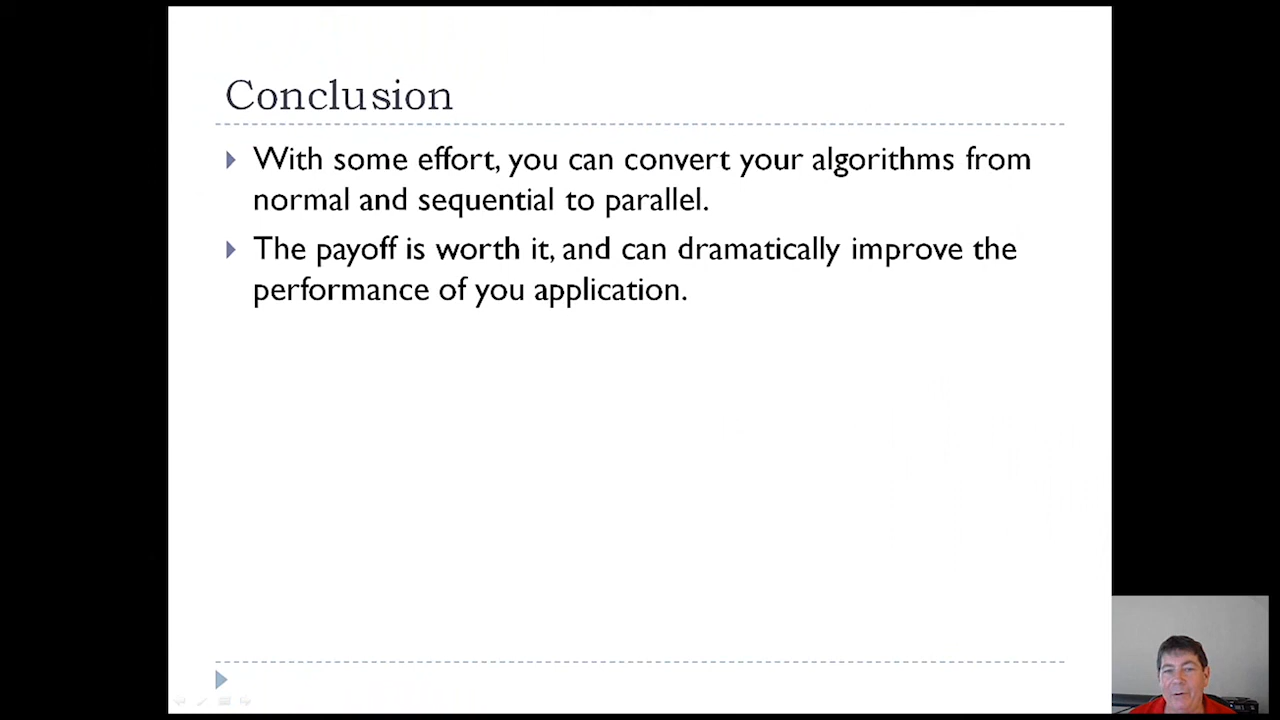 Conclusion
With some effort, you can convert your algorithms from
normal and sequential to parallel.
The payoff is worth it, and can dramatically improve the
performance of you application.